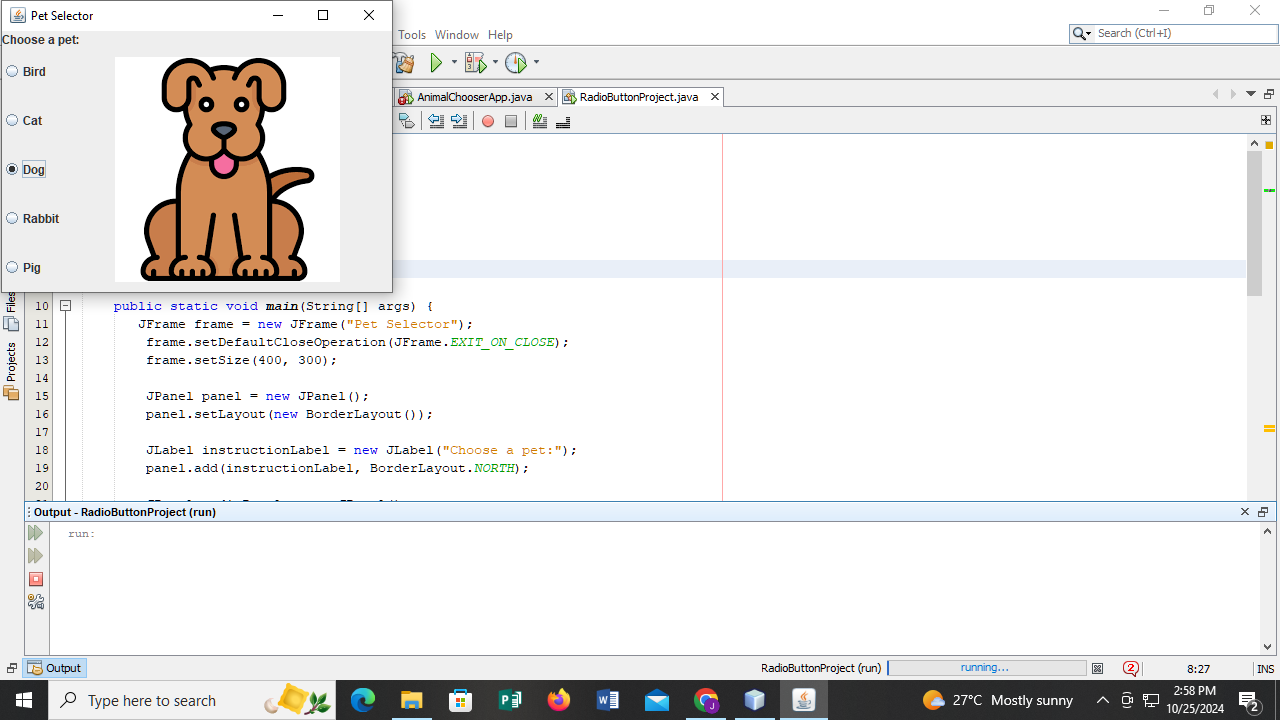 Pet Selector
Choose a pet:
Bird
Cat
Dog
Rabbit
Pig
Tools Window Help
Search (Ctrl+I)
AnimalChooserApp.java
RadioButtonProject.java
Files
Projects
10 public static void main(String[] args) {
11 JFrame frame = new JFrame("Pet Selector");
12 frame.setDefaultCloseOperation(JFrame.EXIT_ON_CLOSE);
13 frame.setSize(400, 300);
14
15 JPanel panel = new JPanel();
16 panel.setLayout(new BorderLayout());
17
18 JLabel instructionLabel = new JLabel("Choose a pet:");
19 panel.add(instructionLabel, BorderLayout.NORTH);
20
Output - RadioButtonProject (run)
run:
Output
RadioButtonProject (run)
running...
2
8:27
INS
Type here to search
27°C Mostly sunny
2:58 PM
10/25/2024
2